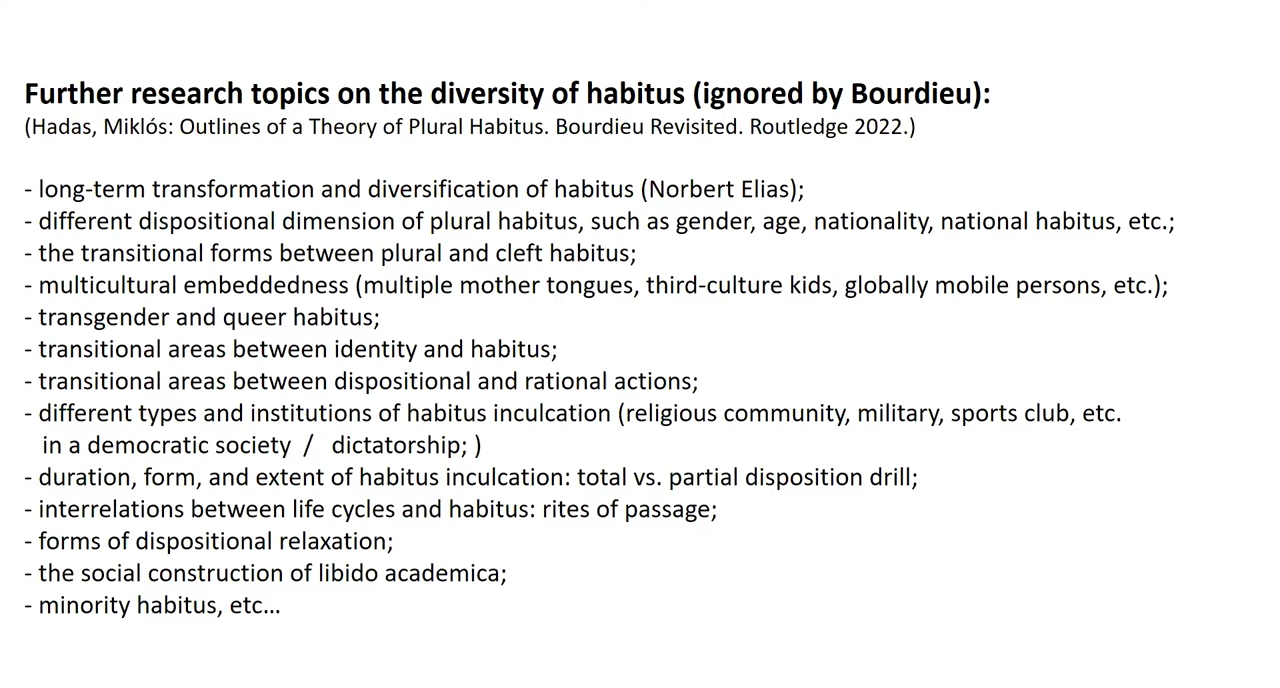 Further research topics on the diversity of habitus (ignored by Bourdieu):
(Hadas, Miklós: Outlines of a Theory of Plural Habitus. Bourdieu Revisited. Routledge 2022.)
- long-term transformation and diversification of habitus (Norbert Elias);
- different dispositional dimension of plural habitus, such as gender, age, nationality, national habitus, etc.;
- the transitional forms between plural and cleft habitus;
- multicultural embeddedness (multiple mother tongues, third-culture kids, globally mobile persons, etc.);
- transgender and queer habitus;
- transitional areas between identity and habitus;
- transitional areas between dispositional and rational actions;
- different types and institutions of habitus inculcation (religious community, military, sports club, etc.
in a democratic society / dictatorship; )
- duration, form, and extent of habitus inculcation: total vs. partial disposition drill;
- interrelations between life cycles and habitus: rites of passage;
- forms of dispositional relaxation;
- the social construction of libido academica;
- minority habitus, etc...